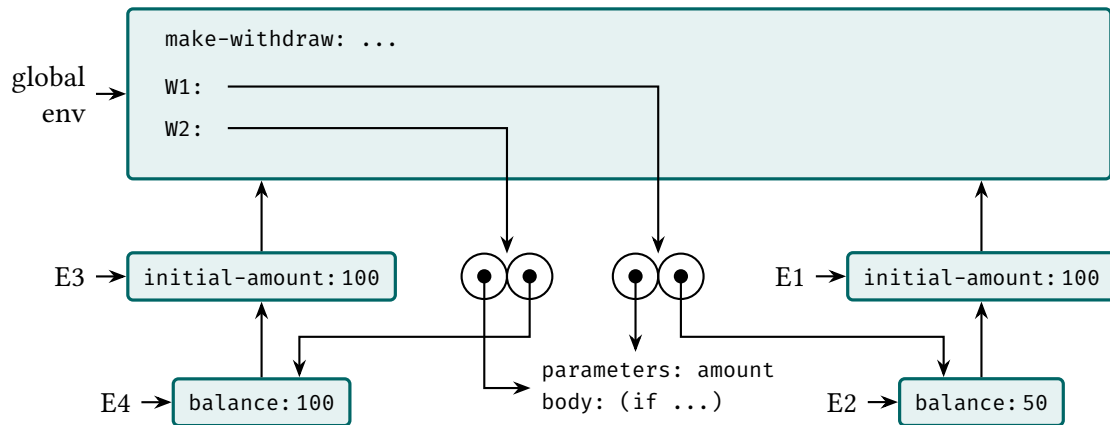 make-withdraw: ...
global
env
W1:
W2:
E3
initial-amount: 100
E1
initial-amount: 100
parameters: amount
body: (if ...)
E4
balance: 100
E2
balance: 50